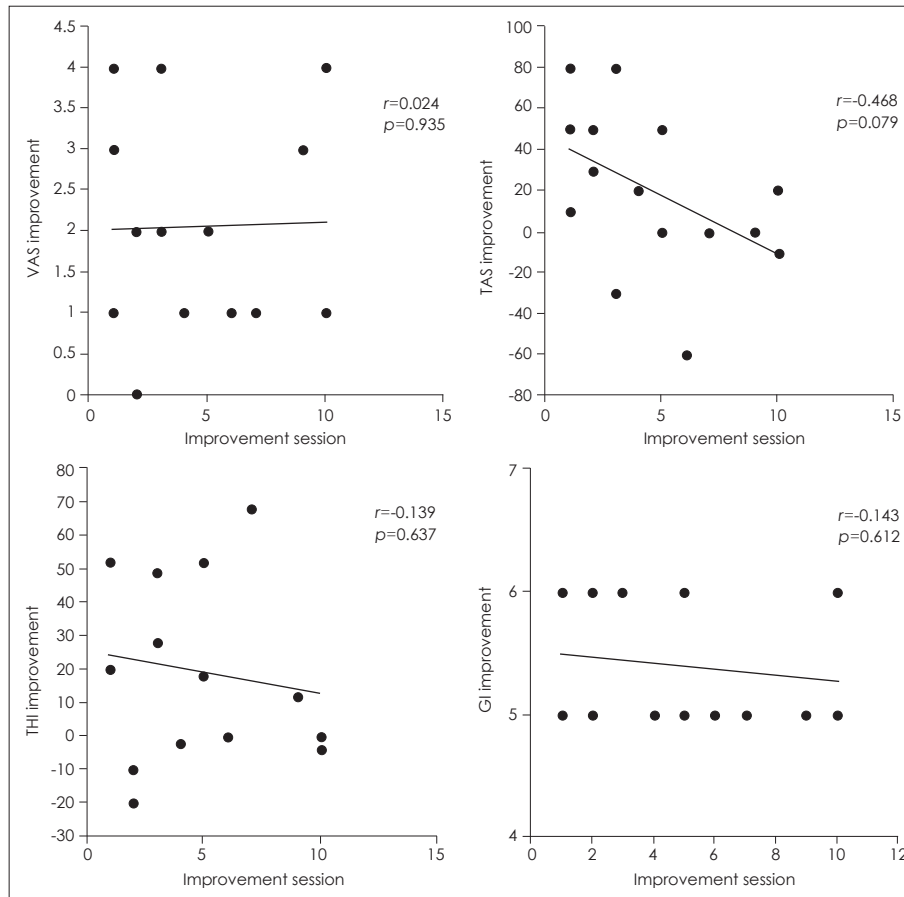 4.5
4
3.5
3
2.5
2
1.5
1
0.5
0
VAS improvement
r=0.024
p=0.935
0 5 10 15
Improvement session
100
80
60
40
20
0
-20
-40
-60
-80
TAS improvement
r=-0.468
p=0.079
0 5 10 15
Improvement session
80
70
60
50
40
30
20
10
0
-10
-20
-30
THI improvement
r=-0.139
p=0.637
0 5 10 15
Improvement session
7
6
5
4
GI improvement
r=-0.143
p=0.612
0 2 4 6 8 10 12
Improvement session